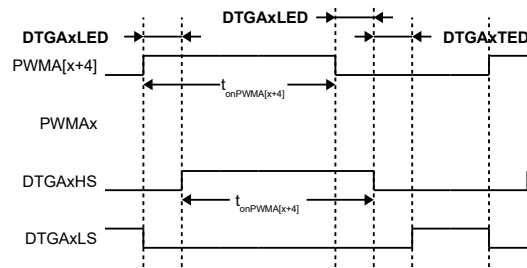 DTGAxLED
DTGAxLED
DTGAxTED
PWMA[x+4]
tonPWMA[x+4]
PWMAx
DTGAxHS
tonPWMA[x+4]
DTGAxLS